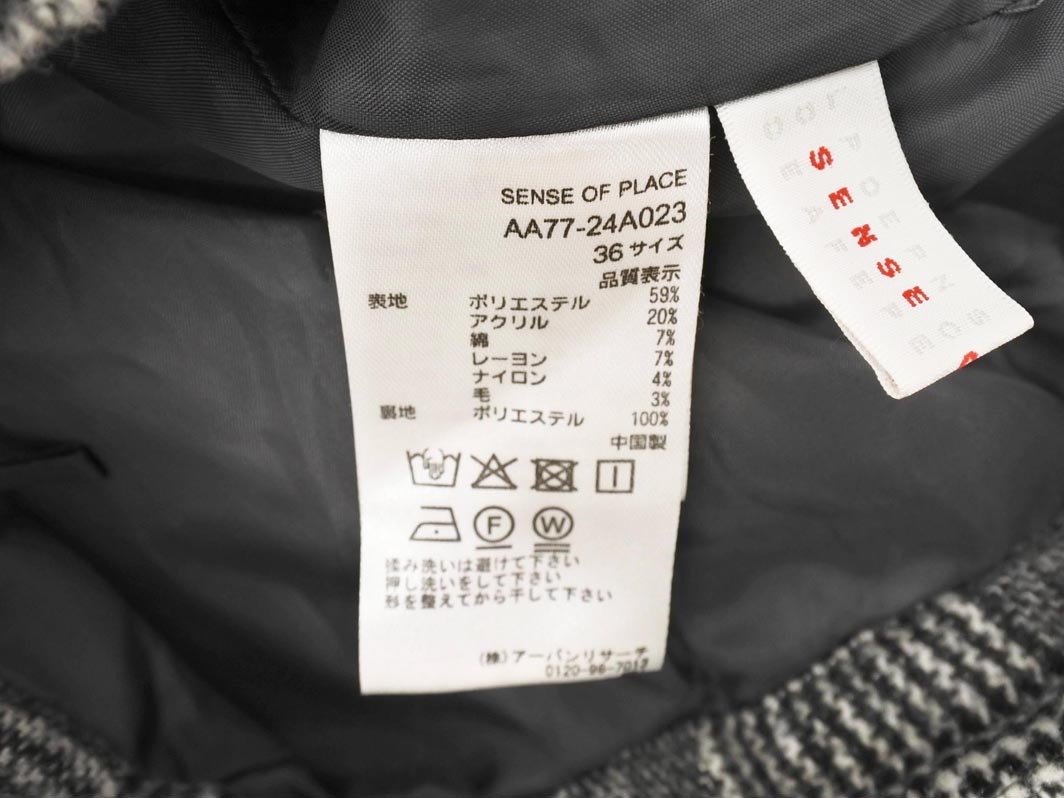 SENSE OF PLACE
AA77-24A023
36 サイズ
品質表示
表地 ポリエステル 59%
アクリル 20%
綿 7%
レーヨン 7%
ナイロン 4%
毛 3%
裏地 ポリエステル 100%
中国製
F W
揉み洗いは避けて下さい
押し洗いをして下さい
形を整えてから干して下さい
(株)アーバンリサーチ
SENSE